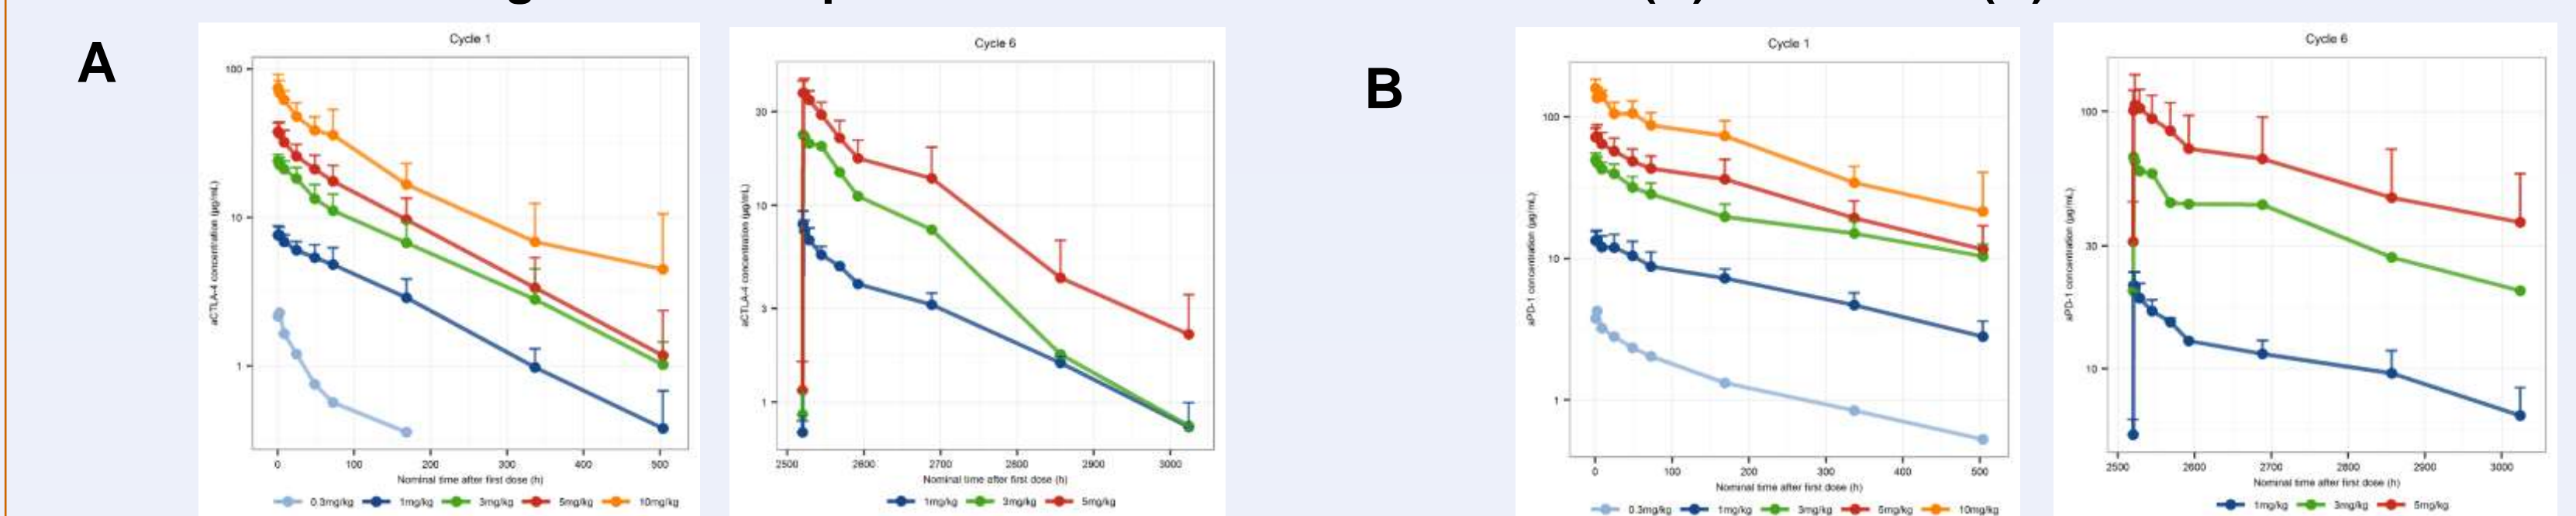 A
Cycle 1
aCTLA-4 concentration (µg/mL)
100
10
1
0 100 200 300 400 500
Nominal time after first dose (h)
0.3mg/kg 1mg/kg 3mg/kg 5mg/kg 10mg/kg
Cycle 6
aCTLA-4 concentration (µg/mL)
30
10
3
1
2500 2600 2700 2800 2900 3000
Nominal time after first dose (h)
1mg/kg 3mg/kg 5mg/kg
B
Cycle 1
aPD-1 concentration (µg/mL)
100
10
1
0 100 200 300 400 500
Nominal time after first dose (h)
0.3mg/kg 1mg/kg 3mg/kg 5mg/kg 10mg/kg
Cycle 6
aPD-1 concentration (µg/mL)
100
30
10
2500 2600 2700 2800 2900 3000
Nominal time after first dose (h)
1mg/kg 3mg/kg 5mg/kg